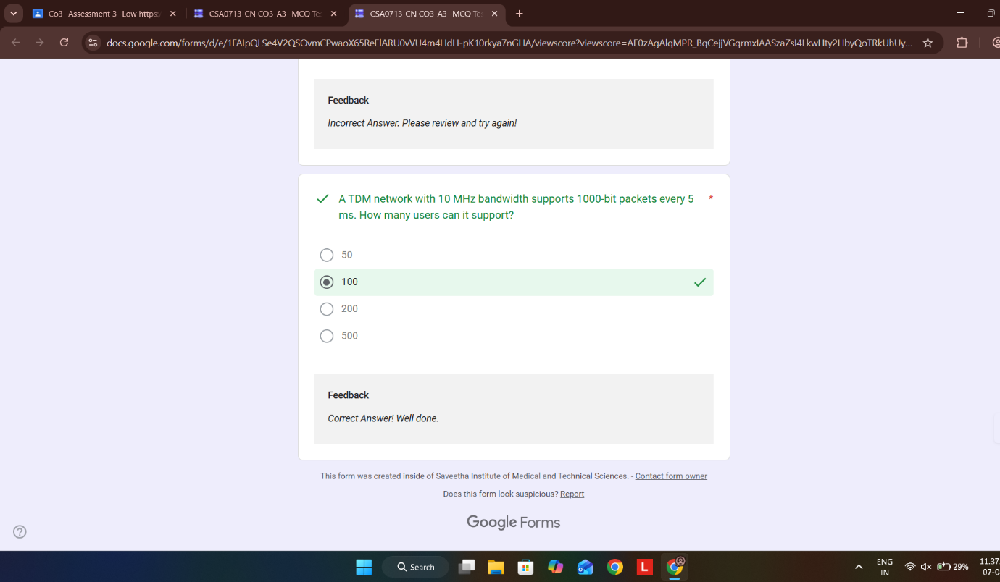 Co3 -Assessment 3 -Low https:
CSA0713-CN CO3-A3 -MCQ Te
CSA0713-CN CO3-A3 -MCQ Tes
docs.google.com/forms/d/e/1FAIpQLSe4V2QSOvmCPwaoX65ReElARU0vVU4m4HdH-pK10rkya7nGHA/viewscore?viewscore=AE0zAgAlqMPR_BqCejjVGqrmxIAASzaZsl4LkwHty2HbyQoTRkUhUy...
Feedback
Incorrect Answer. Please review and try again!
A TDM network with 10 MHz bandwidth supports 1000-bit packets every 5 *
ms. How many users can it support?
50
100
200
500
Feedback
Correct Answer! Well done.
This form was created inside of Saveetha Institute of Medical and Technical Sciences. - Contact form owner
Does this form look suspicious? Report
Google Forms
Search
L
ENG
IN
29%
11.37
07-0